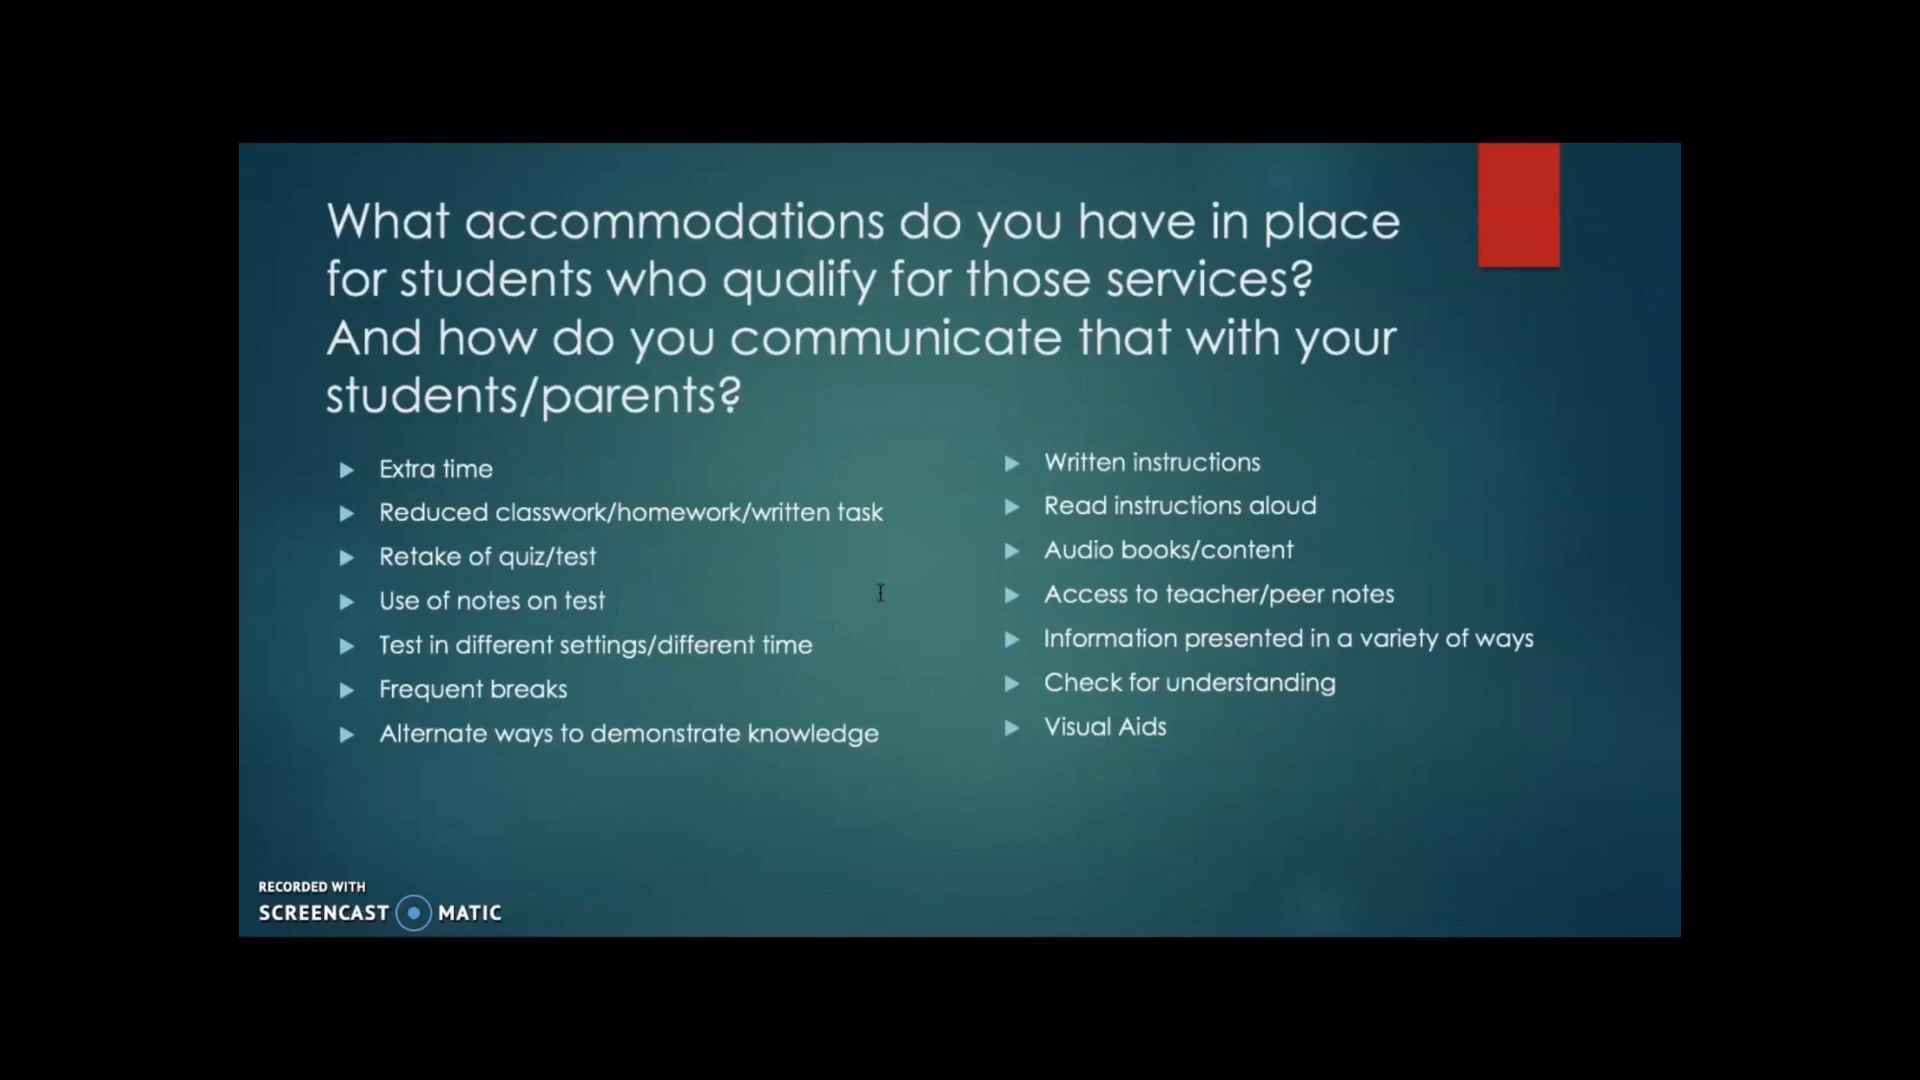 What accommodations do you have in place
for students who qualify for those services?
And how do you communicate that with your
students/parents?
Extra time
Reduced classwork/homework/written task
Retake of quiz/test
Use of notes on test
Test in different settings/different time
Frequent breaks
Alternate ways to demonstrate knowledge
Written instructions
Read instructions aloud
Audio books/content
Access to teacher/peer notes
Information presented in a variety of ways
Check for understanding
Visual Aids
RECORDED WITH
SCREENCAST MATIC